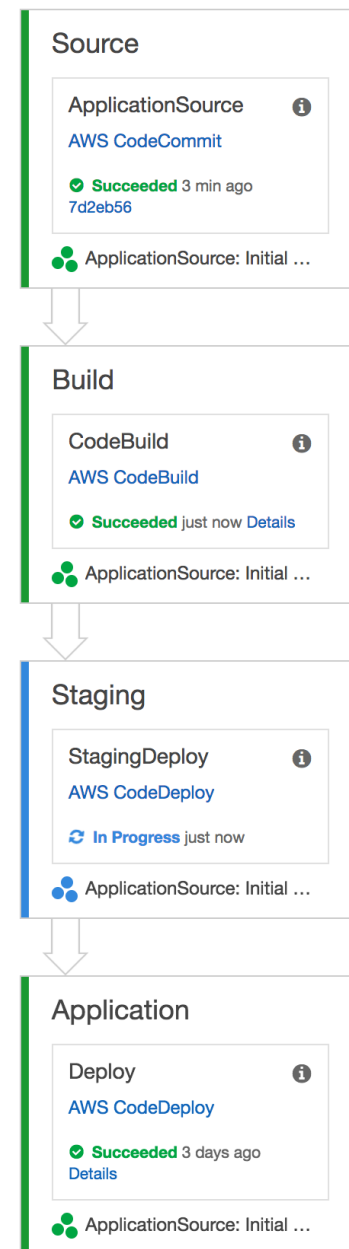 Source
ApplicationSource
AWS CodeCommit
Succeeded 3 min ago
7d2eb56
ApplicationSource: Initial ...
Build
CodeBuild
AWS CodeBuild
Succeeded just now Details
ApplicationSource: Initial ...
Staging
StagingDeploy
AWS CodeDeploy
In Progress just now
ApplicationSource: Initial ...
Application
Deploy
AWS CodeDeploy
Succeeded 3 days ago
Details
ApplicationSource: Initial ...